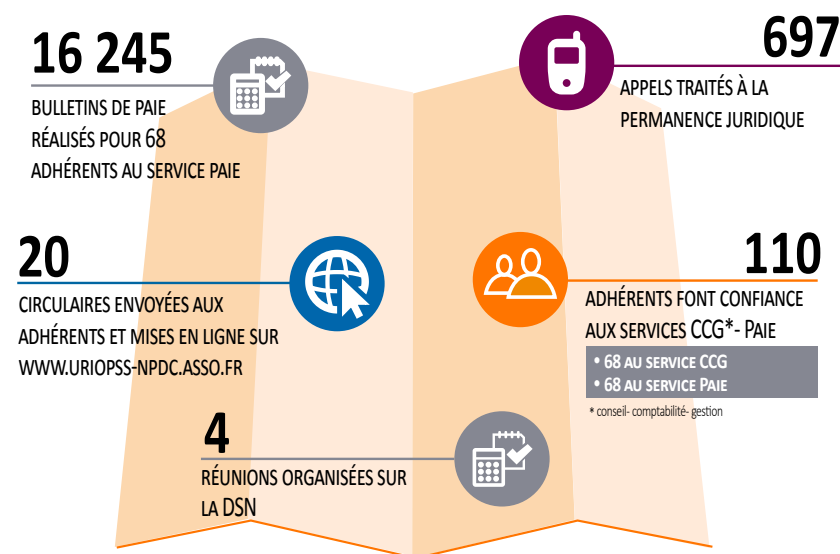 16 245
BULLETINS DE PAIE
RÉALISÉS POUR 68
ADHÉRENTS AU SERVICE PAIE
697
APPELS TRAITÉS À LA
PERMANENCE JURIDIQUE
20
CIRCULAIRES ENVOYÉES AUX
ADHÉRENTS ET MISES EN LIGNE SUR
WWW.URIOPSS-NPDC.ASSO.FR
110
ADHÉRENTS FONT CONFIANCE
AUX SERVICES CCG*- PAIE
• 68 AU SERVICE CCG
• 68 AU SERVICE PAIE
* conseil- comptabilité- gestion
4
RÉUNIONS ORGANISÉES SUR
LA DSN